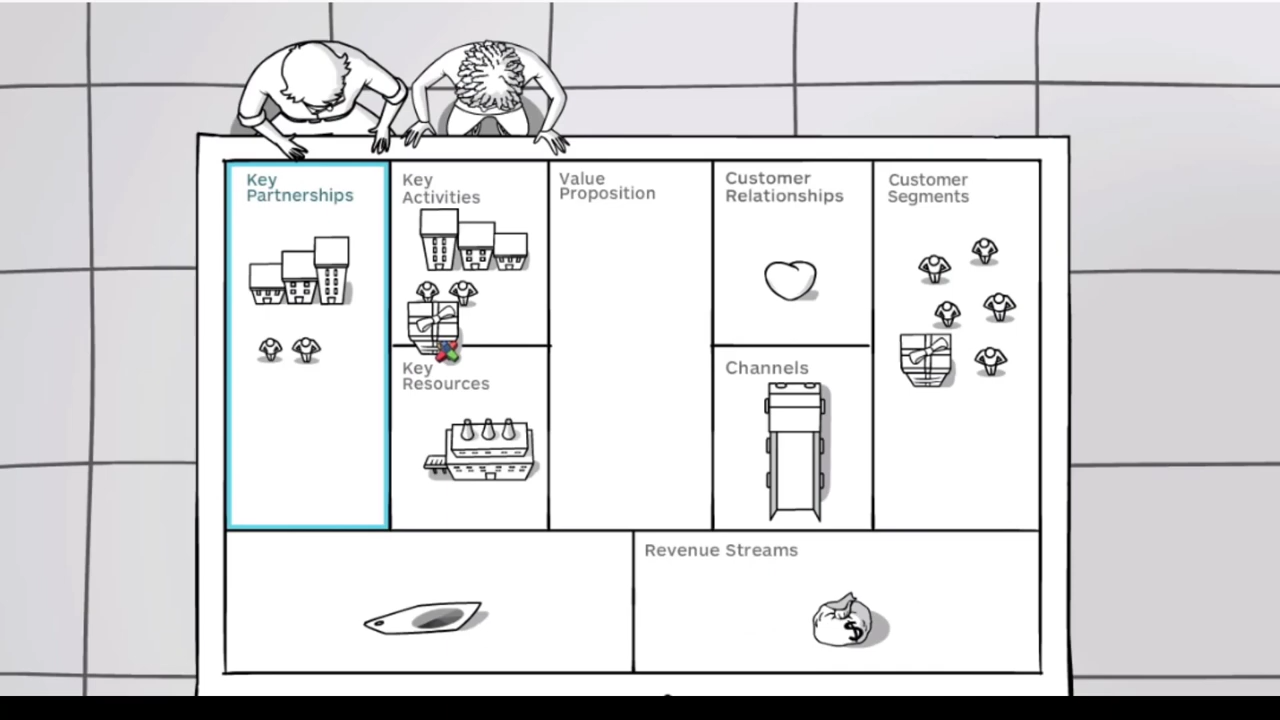 Key
Partnerships
Key
Activities
Value
Proposition
Customer
Relationships
Customer
Segments
Key
Resources
Channels
Revenue Streams
$